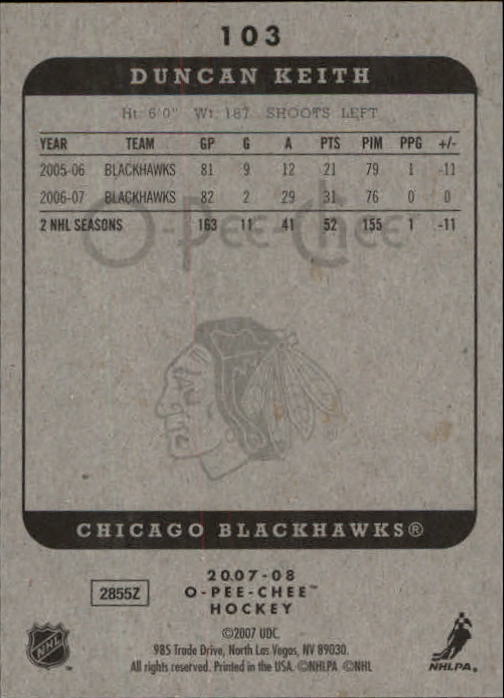 103
DUNCAN KEITH
Ht: 6'0" Wt: 187 SHOOTS LEFT
YEAR TEAM GP G A PTS PIM PPG +/-
2005-06 BLACKHAWKS 81 9 12 21 79 1 -11
2006-07 BLACKHAWKS 82 2 29 31 76 0 0
2 NHL SEASONS 163 11 41 52 155 1 -11
O-Pee-Chee
CHICAGO BLACKHAWKS®
2007-08
2855Z O-PEE-CHEE™
HOCKEY
©2007 UDC.
985 Trade Drive, North Las Vegas, NV 89030.
All rights reserved. Printed in the USA. ©NHLPA ©NHL
NHL
NHLPA.